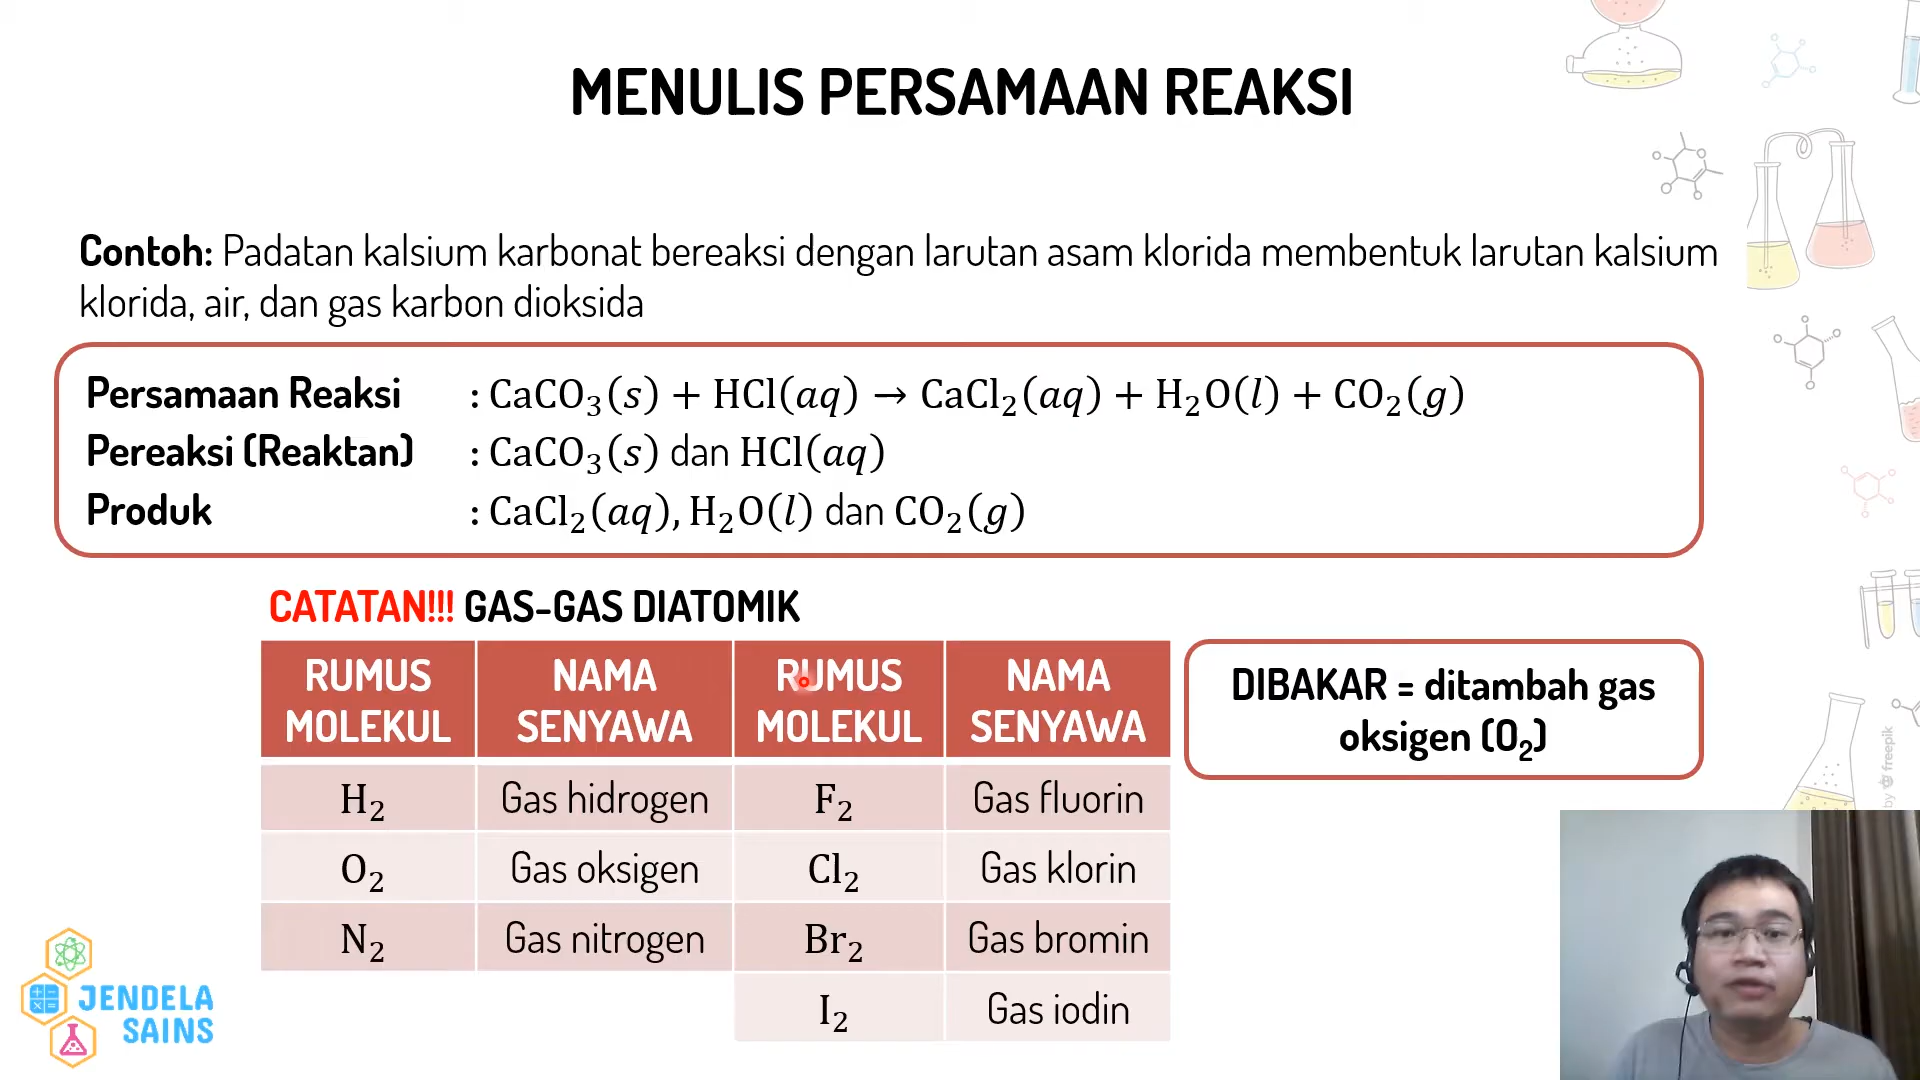 MENULIS PERSAMAAN REAKSI
Contoh: Padatan kalsium karbonat bereaksi dengan larutan asam klorida membentuk larutan kalsium
klorida, air, dan gas karbon dioksida
Persamaan Reaksi : CaCO₃(s) + HCl(aq) → CaCl₂(aq) + H₂O(l) + CO₂(g)
Pereaksi (Reaktan) : CaCO₃(s) dan HCl(aq)
Produk : CaCl₂(aq), H₂O(l) dan CO₂(g)
CATATAN!!! GAS-GAS DIATOMIK
RUMUS MOLEKUL NAMA SENYAWA RUMUS MOLEKUL NAMA SENYAWA
H₂ Gas hidrogen F₂ Gas fluorin
O₂ Gas oksigen Cl₂ Gas klorin
N₂ Gas nitrogen Br₂ Gas bromin
I₂ Gas iodin
DIBAKAR = ditambah gas
oksigen (O₂)
JENDELA
SAINS
by freepik